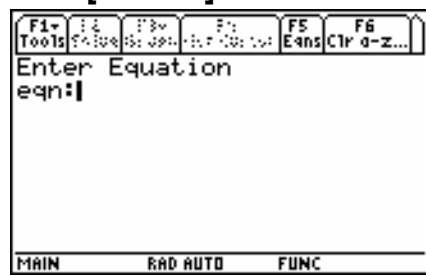 F1▾ F5 F6
Tools Eqns Clr a-z...
Enter Equation
eqn:
MAIN RAD AUTO FUNC